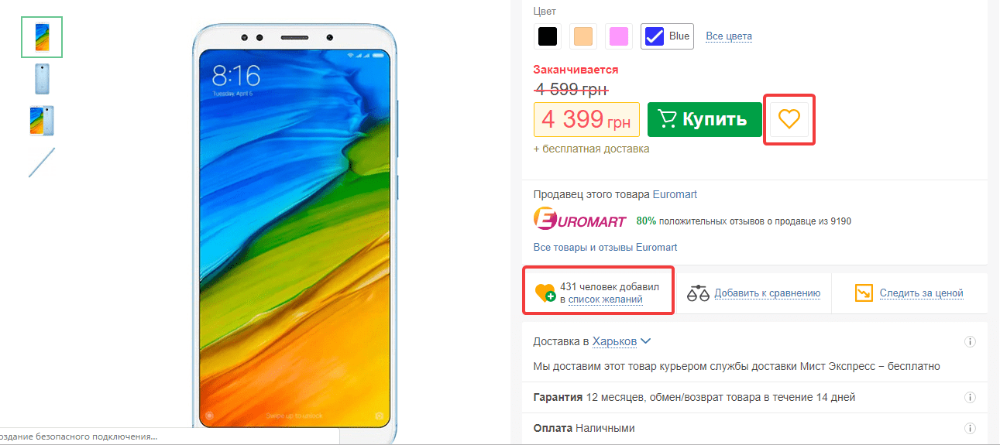 8:16
Tuesday, April 5
Swipe up to unlock
оздание безопасного подключения...
Цвет
Blue Все цвета
Заканчивается
4 599 грн
4 399 грн Купить
+ бесплатная доставка
Продавец этого товара Euromart
EUROMART 80% положительных отзывов о продавце из 9190
Все товары и отзывы Euromart
431 человек добавил
в список желаний
Добавить к сравнению
Следить за ценой
Доставка в Харьков
Мы доставим этот товар курьером службы доставки Мист Экспресс – бесплатно
Гарантия 12 месяцев, обмен/возврат товара в течение 14 дней
Оплата Наличными